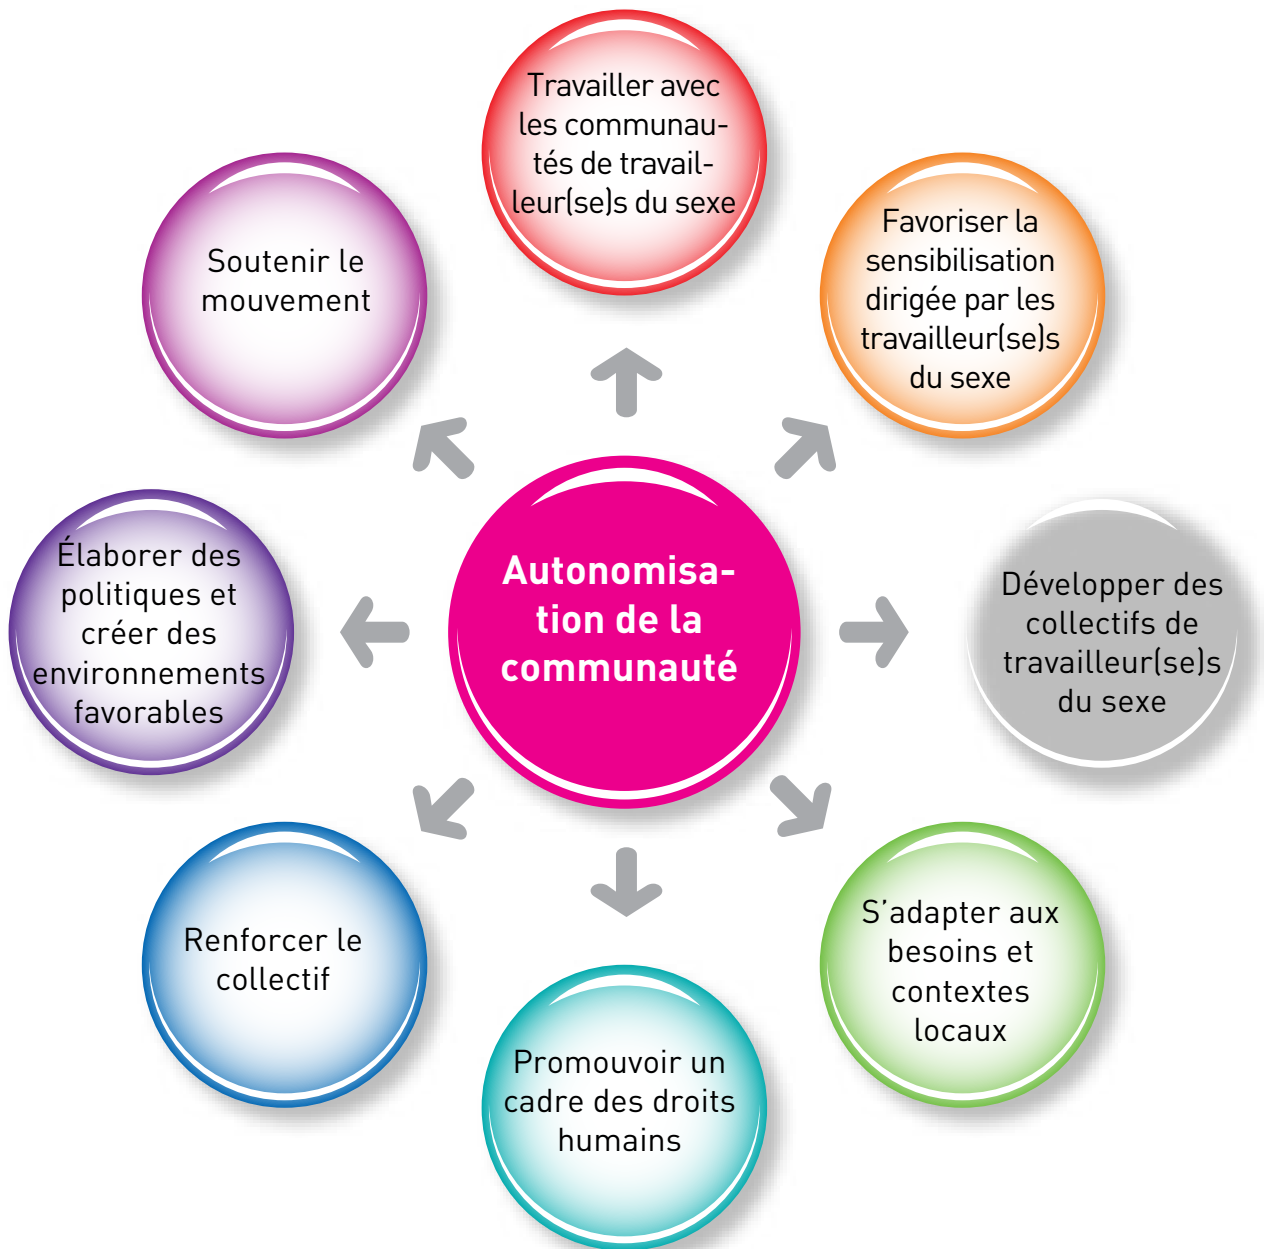 Travailler avec
les communau-
tés de travail-
leur(se)s du sexe
Favoriser la
sensibilisation
dirigée par les
travailleur(se)s
du sexe
Développer des
collectifs de
travailleur(se)s
du sexe
S'adapter aux
besoins et
contextes
locaux
Promouvoir un
cadre des droits
humains
Renforcer le
collectif
Élaborer des
politiques et
créer des
environnements
favorables
Soutenir le
mouvement
Autonomisa-
tion de la
communauté